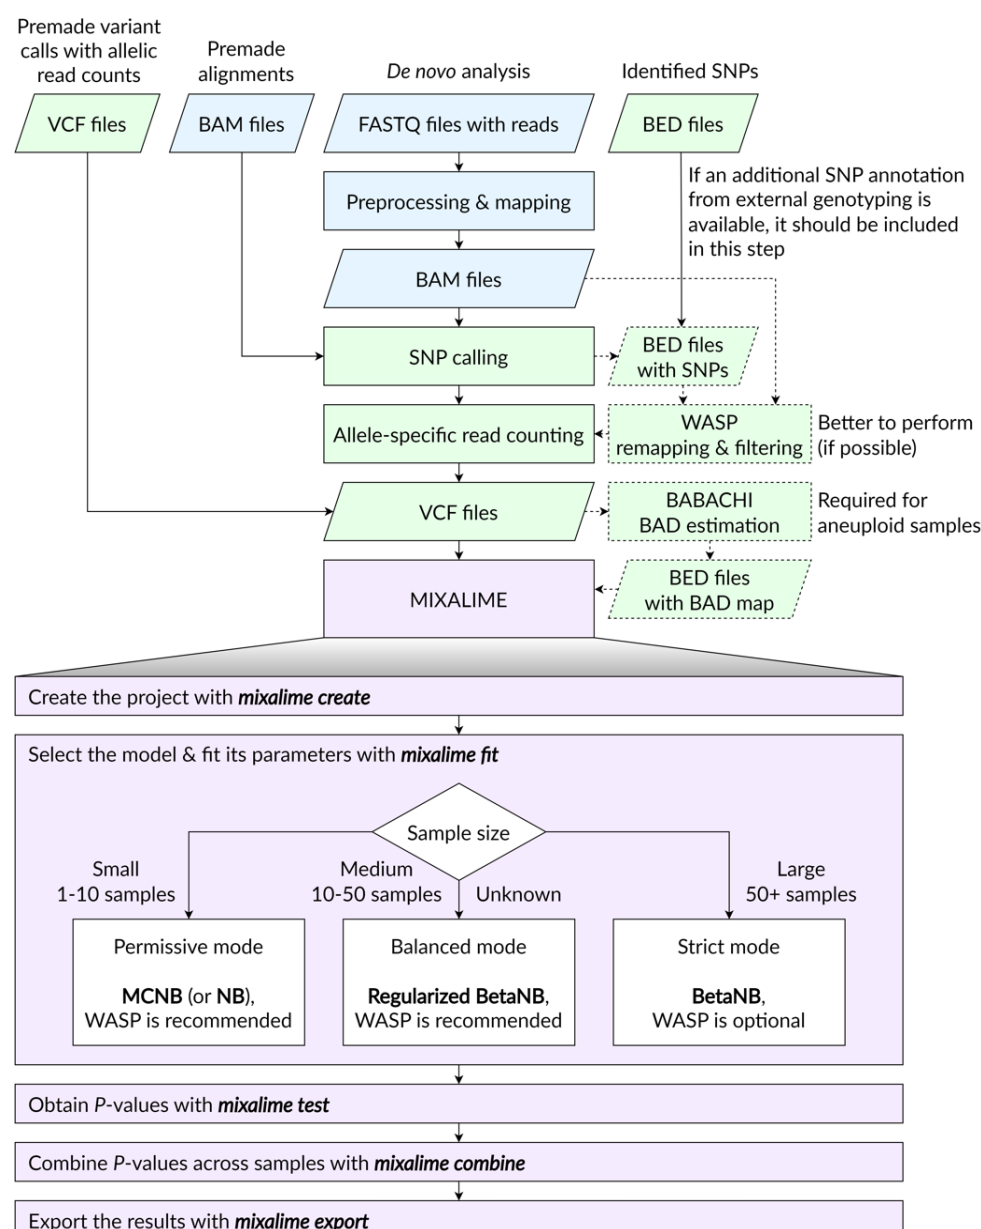 Premade variant
calls with allelic
read counts
Premade
alignments
De novo analysis
Identified SNPs
VCF files
BAM files
FASTQ files with reads
BED files
If an additional SNP annotation
from external genotyping is
available, it should be included
in this step
Preprocessing & mapping
BAM files
SNP calling
BED files
with SNPs
Allele-specific read counting
WASP
remapping & filtering
Better to perform
(if possible)
VCF files
BABACHI
BAD estimation
Required for
aneuploid samples
MIXALIME
BED files
with BAD map
Create the project with mixalime create
Select the model & fit its parameters with mixalime fit
Sample size
Small
1-10 samples
Medium
10-50 samples
Unknown
Large
50+ samples
Permissive mode
MCNB (or NB),
WASP is recommended
Balanced mode
Regularized BetaNB,
WASP is recommended
Strict mode
BetaNB,
WASP is optional
Obtain P-values with mixalime test
Combine P-values across samples with mixalime combine
Export the results with mixalime export